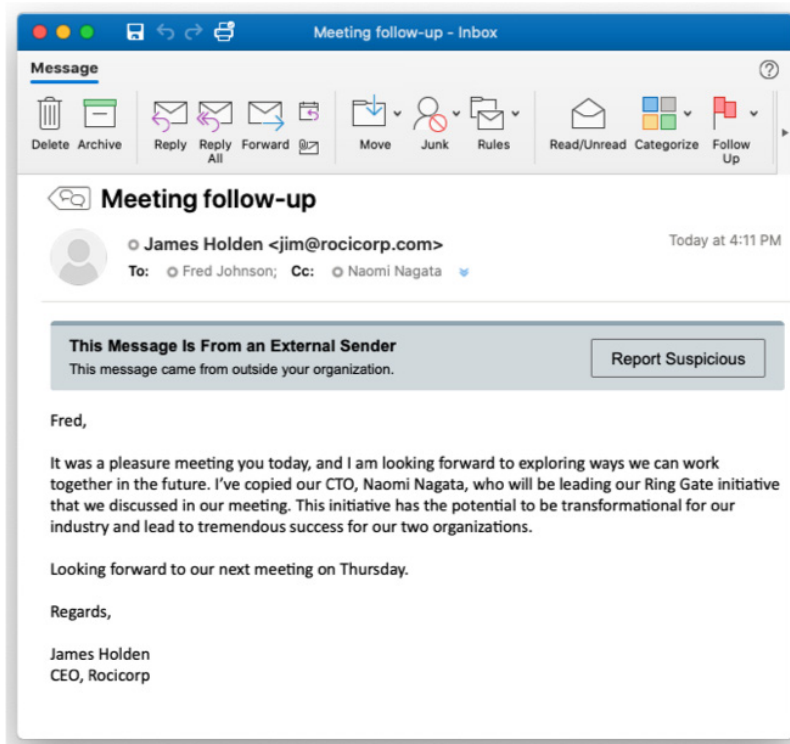 Meeting follow-up - Inbox
Message
Delete Archive Reply Reply All Forward Move Junk Rules Read/Unread Categorize Follow Up
Meeting follow-up
James Holden <jim@rocicorp.com>
Today at 4:11 PM
To: Fred Johnson; Cc: Naomi Nagata
This Message Is From an External Sender
This message came from outside your organization.
Report Suspicious
Fred,
It was a pleasure meeting you today, and I am looking forward to exploring ways we can work
together in the future. I've copied our CTO, Naomi Nagata, who will be leading our Ring Gate initiative
that we discussed in our meeting. This initiative has the potential to be transformational for our
industry and lead to tremendous success for our two organizations.
Looking forward to our next meeting on Thursday.
Regards,
James Holden
CEO, Rocicorp